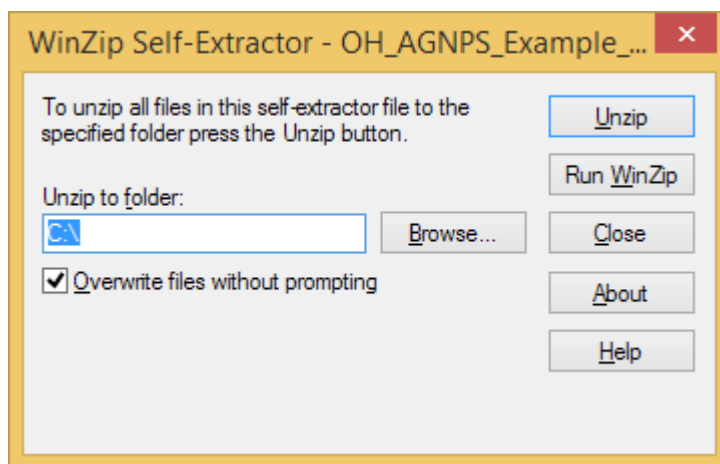 WinZip Self-Extractor - OH_AGNPS_Example_...
To unzip all files in this self-extractor file to the
specified folder press the Unzip button.
Unzip to folder:
C:\
Browse...
Overwrite files without prompting
Unzip
Run WinZip
Close
About
Help